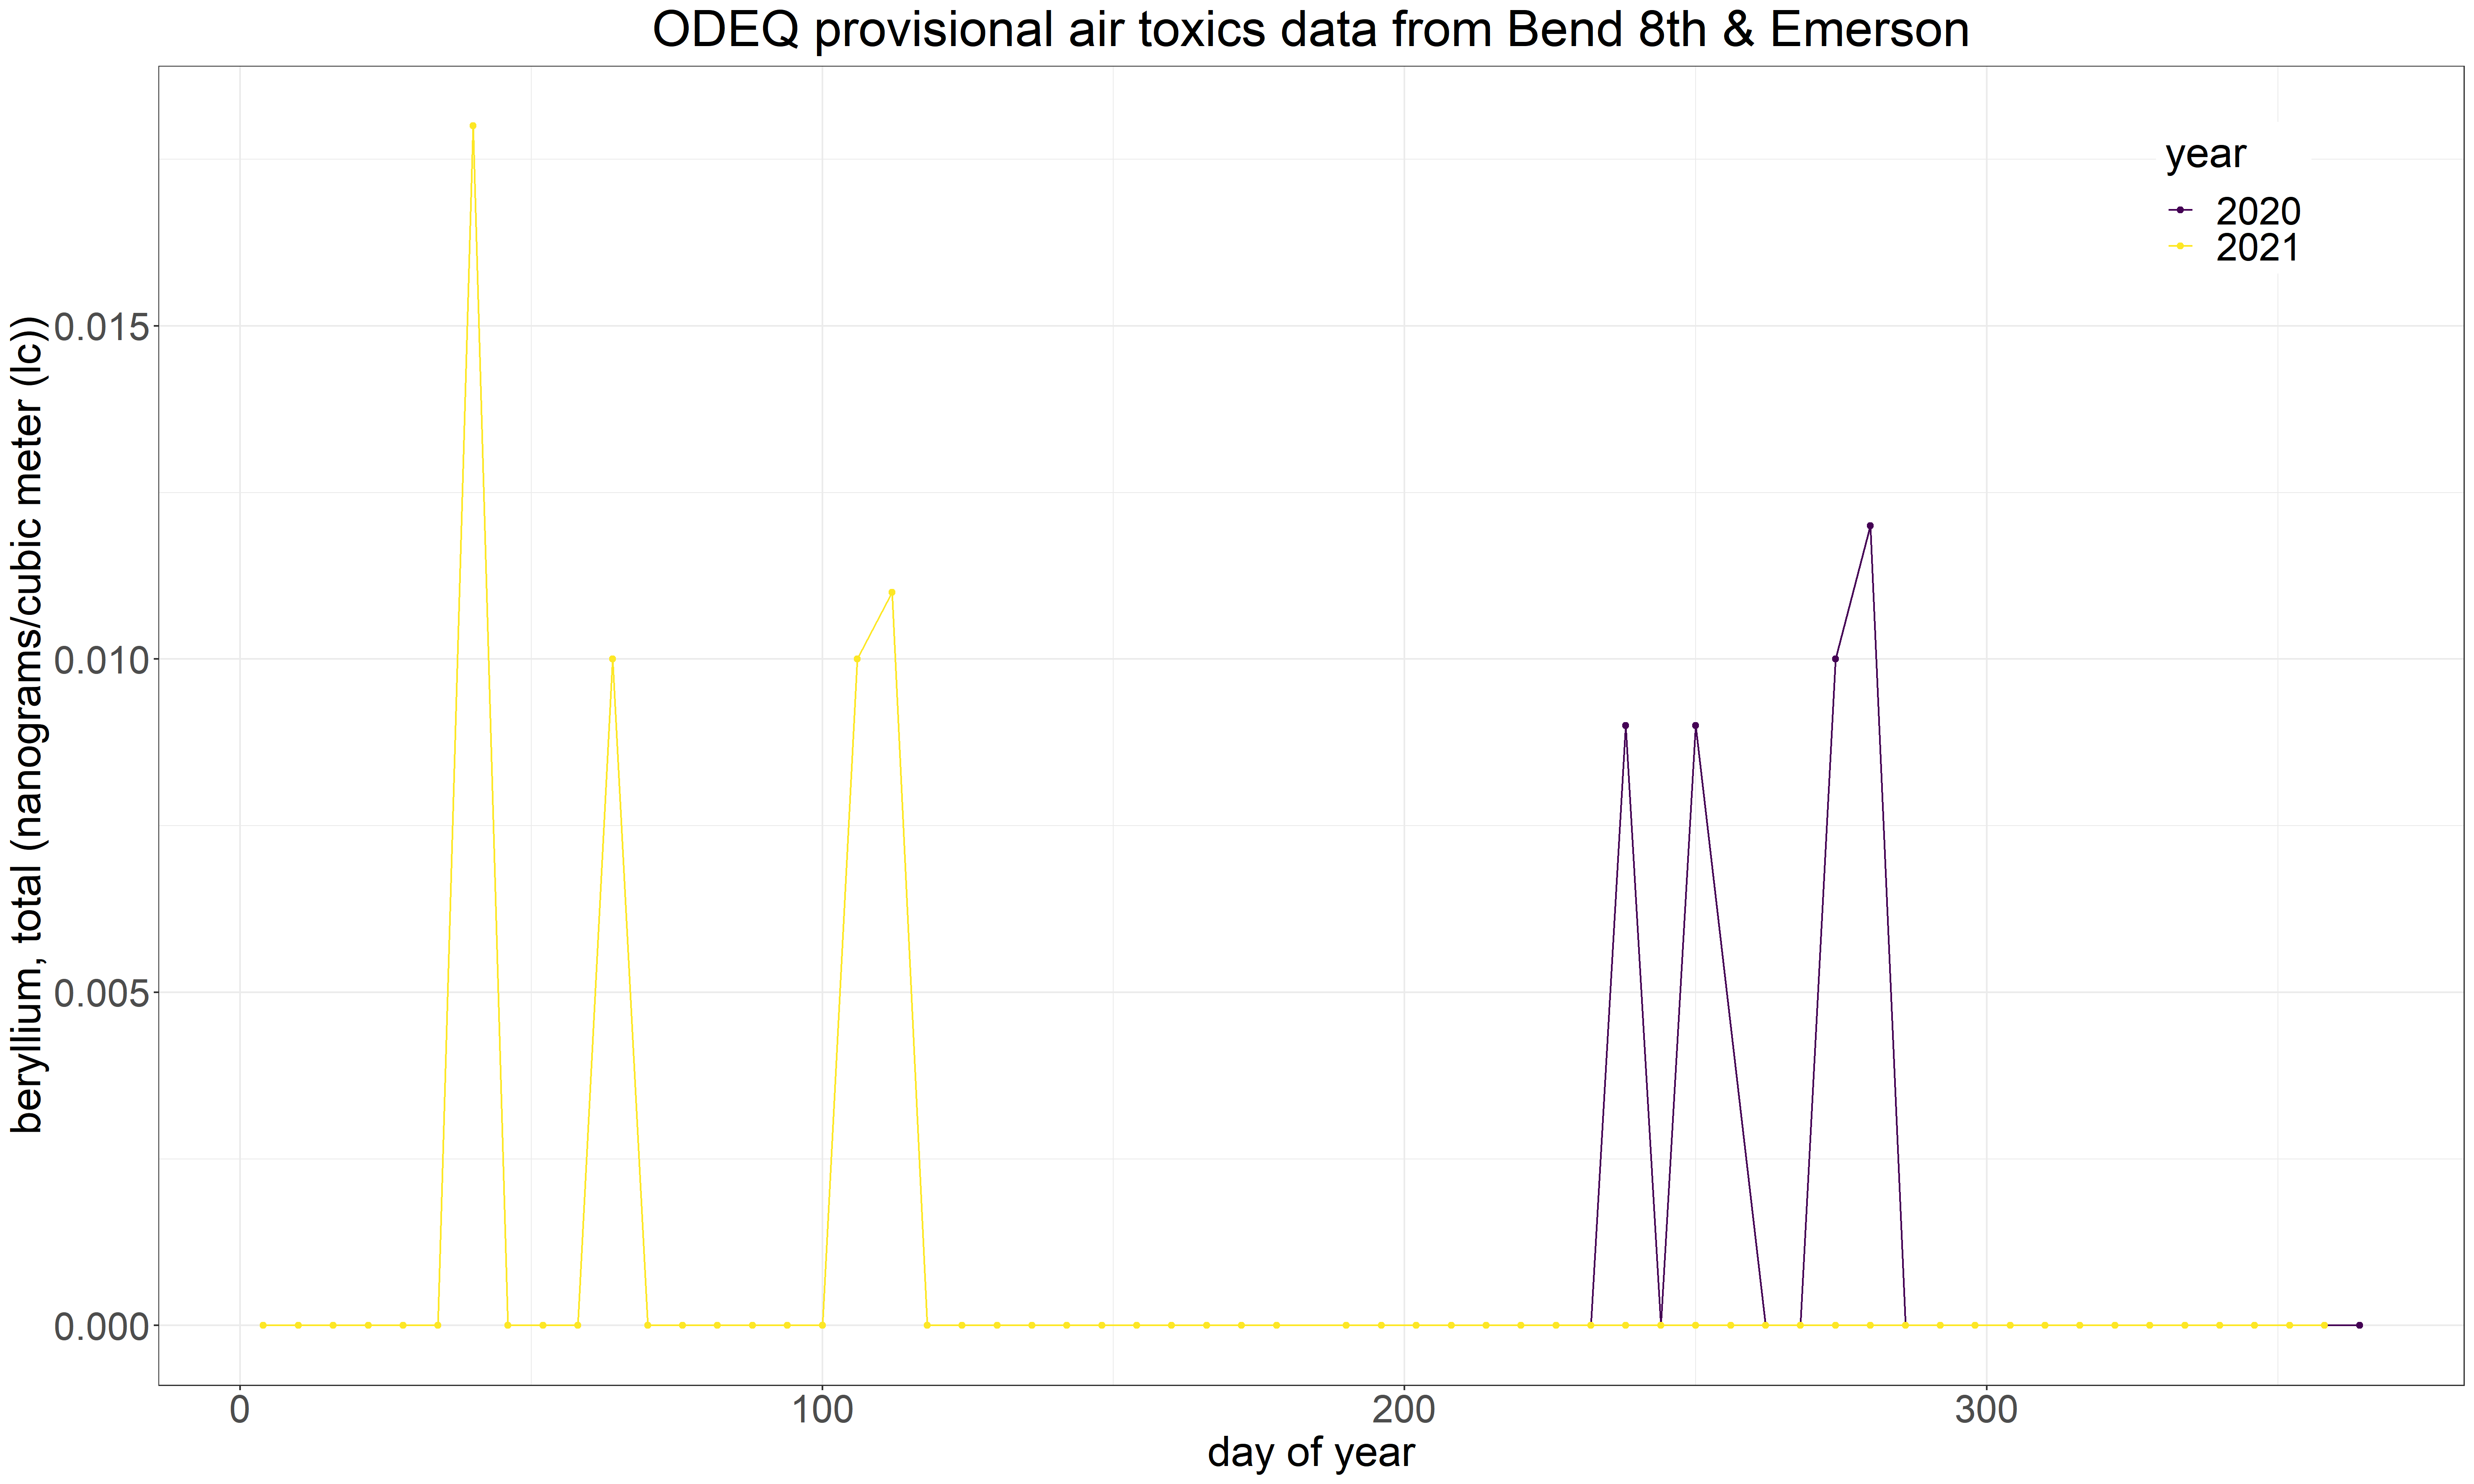 ODEQ provisional air toxics data from Bend 8th & Emerson
year
2020
2021
beryllium, total (nanograms/cubic meter (lc))
0.015
0.010
0.005
0.000
0
100
200
300
day of year